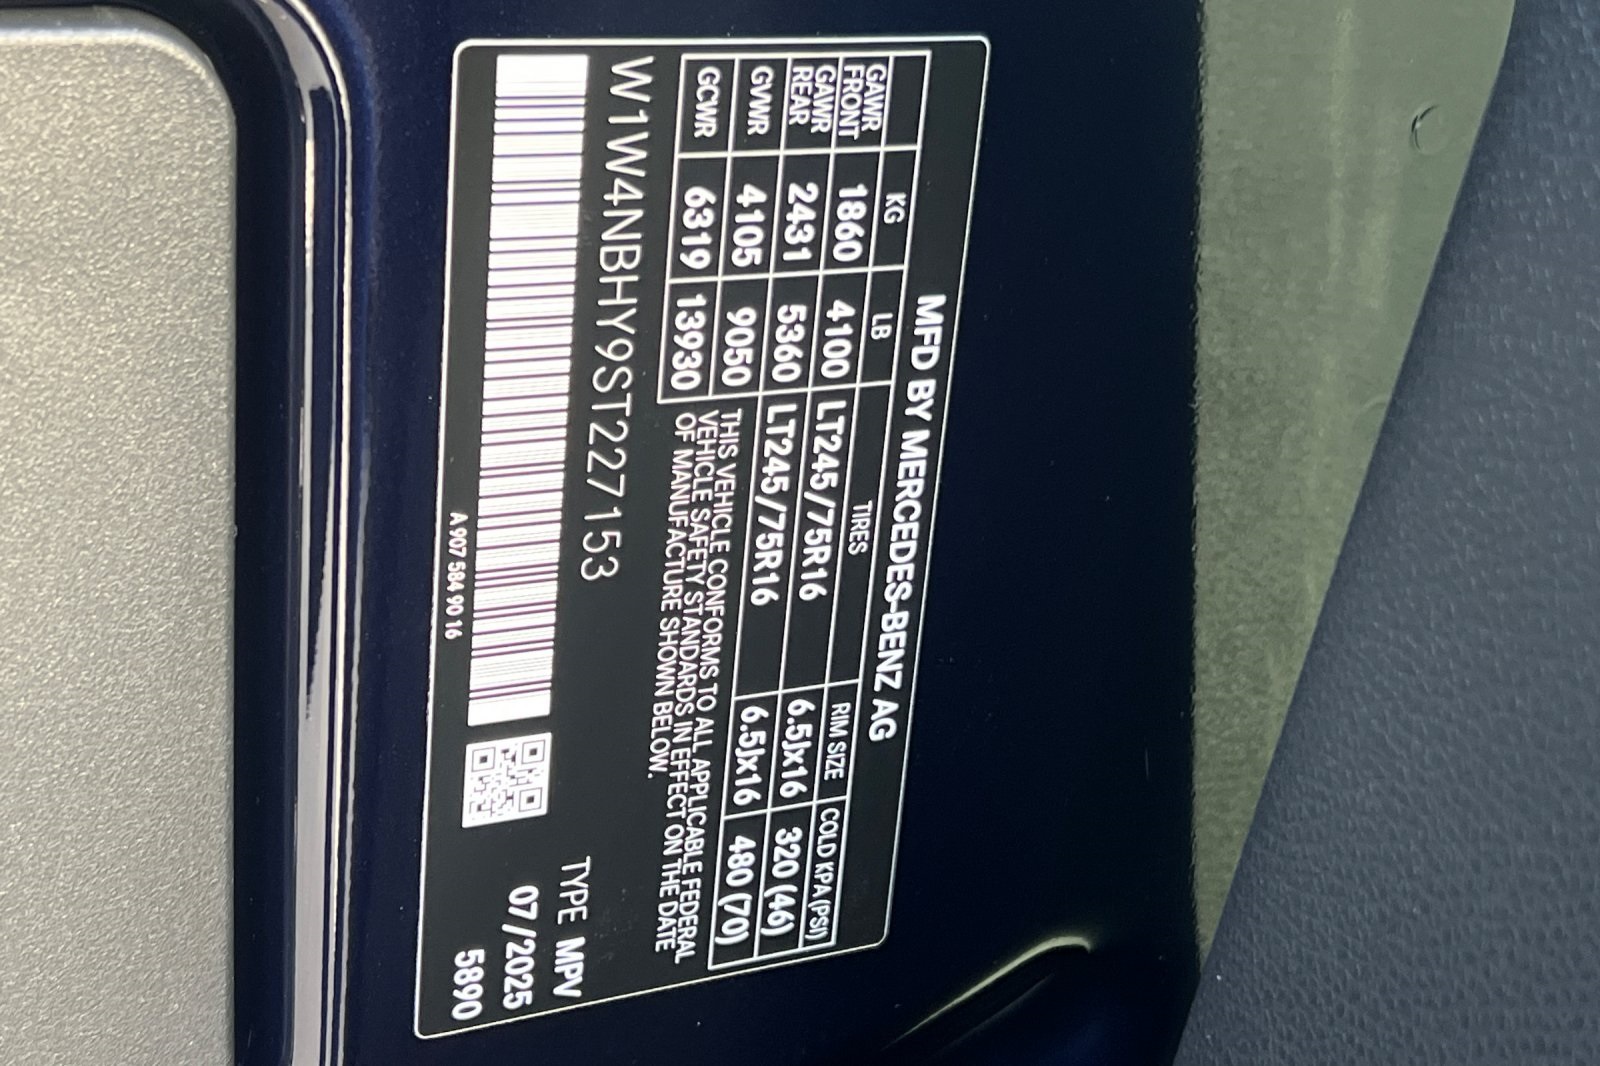 MFD BY MERCEDES-BENZ AG
KG LB TIRES RIM SIZE COLD KPA (PSI)
GAWR FRONT 1860 4100 LT245/75R16 6.5Jx16 320 (46)
GAWR REAR 2431 5360 LT245/75R16 6.5Jx16 480 (70)
GVWR 4105 9050
GCWR 6319 13930
THIS VEHICLE CONFORMS TO ALL APPLICABLE FEDERAL
VEHICLE SAFETY STANDARDS IN EFFECT ON THE DATE
OF MANUFACTURE SHOWN BELOW.
W1W4NBHY9ST227153
TYPE MPV
07/2025
5890
A 907 584 90 16